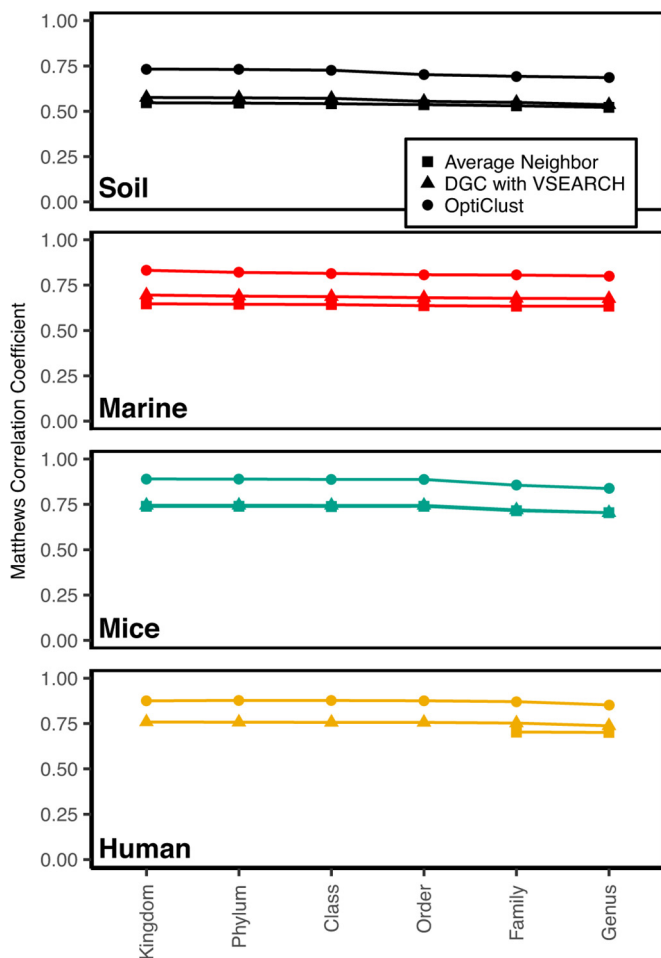 Matthews Correlation Coefficient
1.00
0.75
0.50
0.25
0.00
Soil
Average Neighbor
DGC with VSEARCH
OptiClust
1.00
0.75
0.50
0.25
0.00
Marine
1.00
0.75
0.50
0.25
0.00
Mice
1.00
0.75
0.50
0.25
0.00
Human
Kingdom
Phylum
Class
Order
Family
Genus